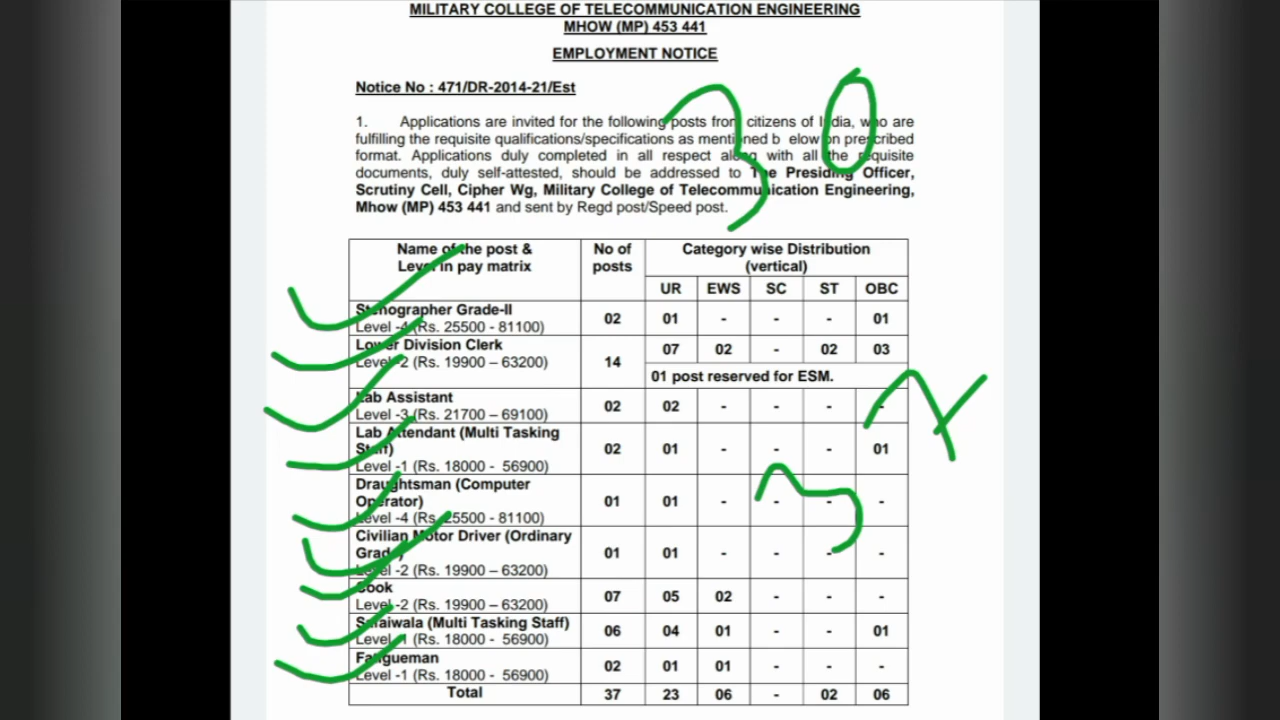 MILITARY COLLEGE OF TELECOMMUNICATION ENGINEERING
MHOW (MP) 453 441
EMPLOYMENT NOTICE
Notice No : 471/DR-2014-21/Est
1. Applications are invited for the following posts from citizens of India, who are
fulfilling the requisite qualifications/specifications as mentioned b elow on prescribed
format. Applications duly completed in all respect along with all the requisite
documents, duly self-attested, should be addressed to The Presiding Officer,
Scrutiny Cell, Cipher Wg, Military College of Telecommunication Engineering,
Mhow (MP) 453 441 and sent by Regd post/Speed post.
Name of the post & No of Category wise Distribution
Level in pay matrix posts (vertical)
UR EWS SC ST OBC
Stenographer Grade-II
Level -4 (Rs. 25500 - 81100) 02 01 - - - 01
Lower Division Clerk 07 02 - 02 03
Level -2 (Rs. 19900 – 63200) 14
01 post reserved for ESM.
Lab Assistant
Level -3 (Rs. 21700 – 69100) 02 02 - - - -
Lab Attendant (Multi Tasking
Staff) 02 01 - - - 01
Level -1 (Rs. 18000 - 56900)
Draughtsman (Computer
Operator) 01 01 - - - -
Level -4 (Rs. 25500 - 81100)
Civilian Motor Driver (Ordinary
Grade) 01 01 - - - -
Level -2 (Rs. 19900 – 63200)
Cook
Level -2 (Rs. 19900 – 63200) 07 05 02 - - -
Safaiwala (Multi Tasking Staff)
Level -1 (Rs. 18000 - 56900) 06 04 01 - - 01
Fatigueman
Level -1 (Rs. 18000 - 56900) 02 01 01 - - -
Total 37 23 06 - 02 06
30
37